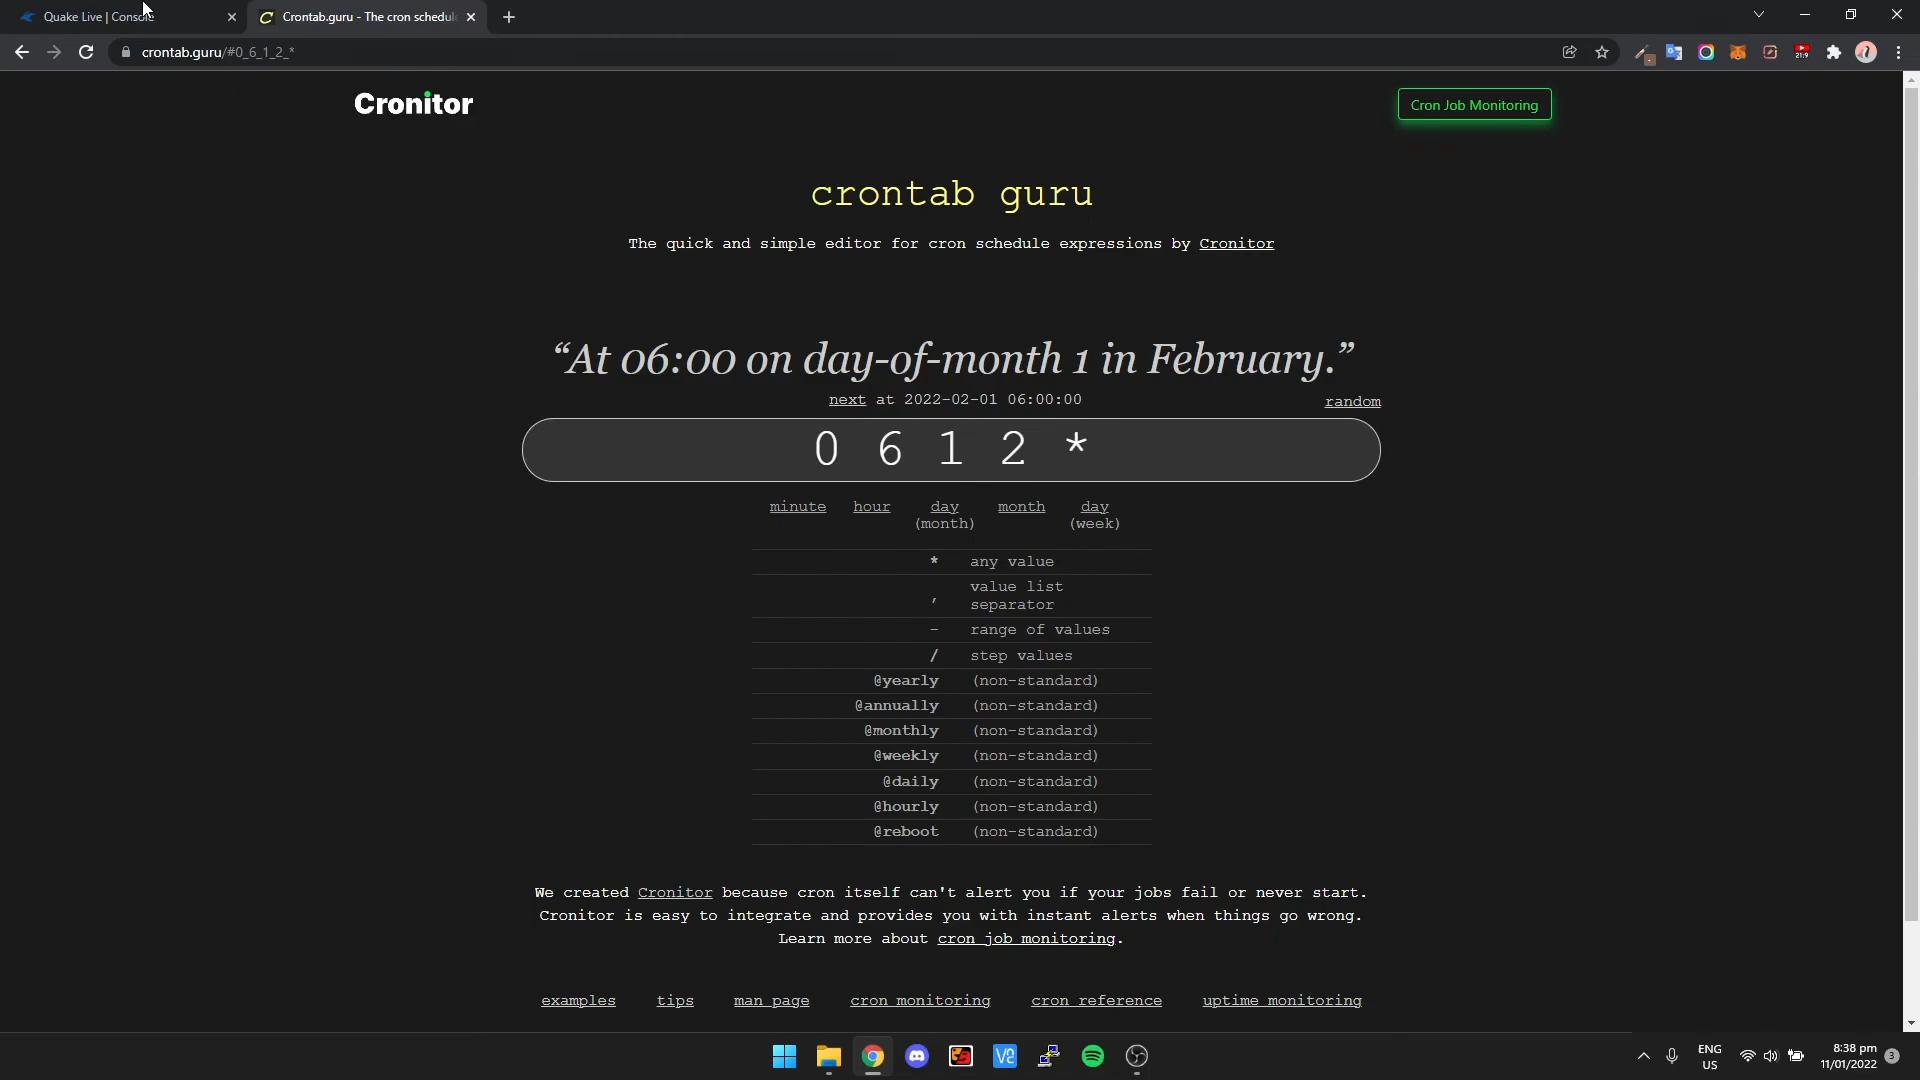 Quake Live | Console
Crontab.guru - The cron schedul
crontab.guru/#0_6_1_2_*
21:9
Cronitor
Cron Job Monitoring
crontab guru
The quick and simple editor for cron schedule expressions by Cronitor
“At 06:00 on day-of-month 1 in February.”
next at 2022-02-01 06:00:00
random
0 6 1 2 *
minute hour day (month) month day (week)
* any value
, value list separator
- range of values
/ step values
@yearly (non-standard)
@annually (non-standard)
@monthly (non-standard)
@weekly (non-standard)
@daily (non-standard)
@hourly (non-standard)
@reboot (non-standard)
We created Cronitor because cron itself can't alert you if your jobs fail or never start.
Cronitor is easy to integrate and provides you with instant alerts when things go wrong.
Learn more about cron job monitoring.
examples tips man page cron monitoring cron reference uptime monitoring
ENG
US
8:38 pm
11/01/2022
3